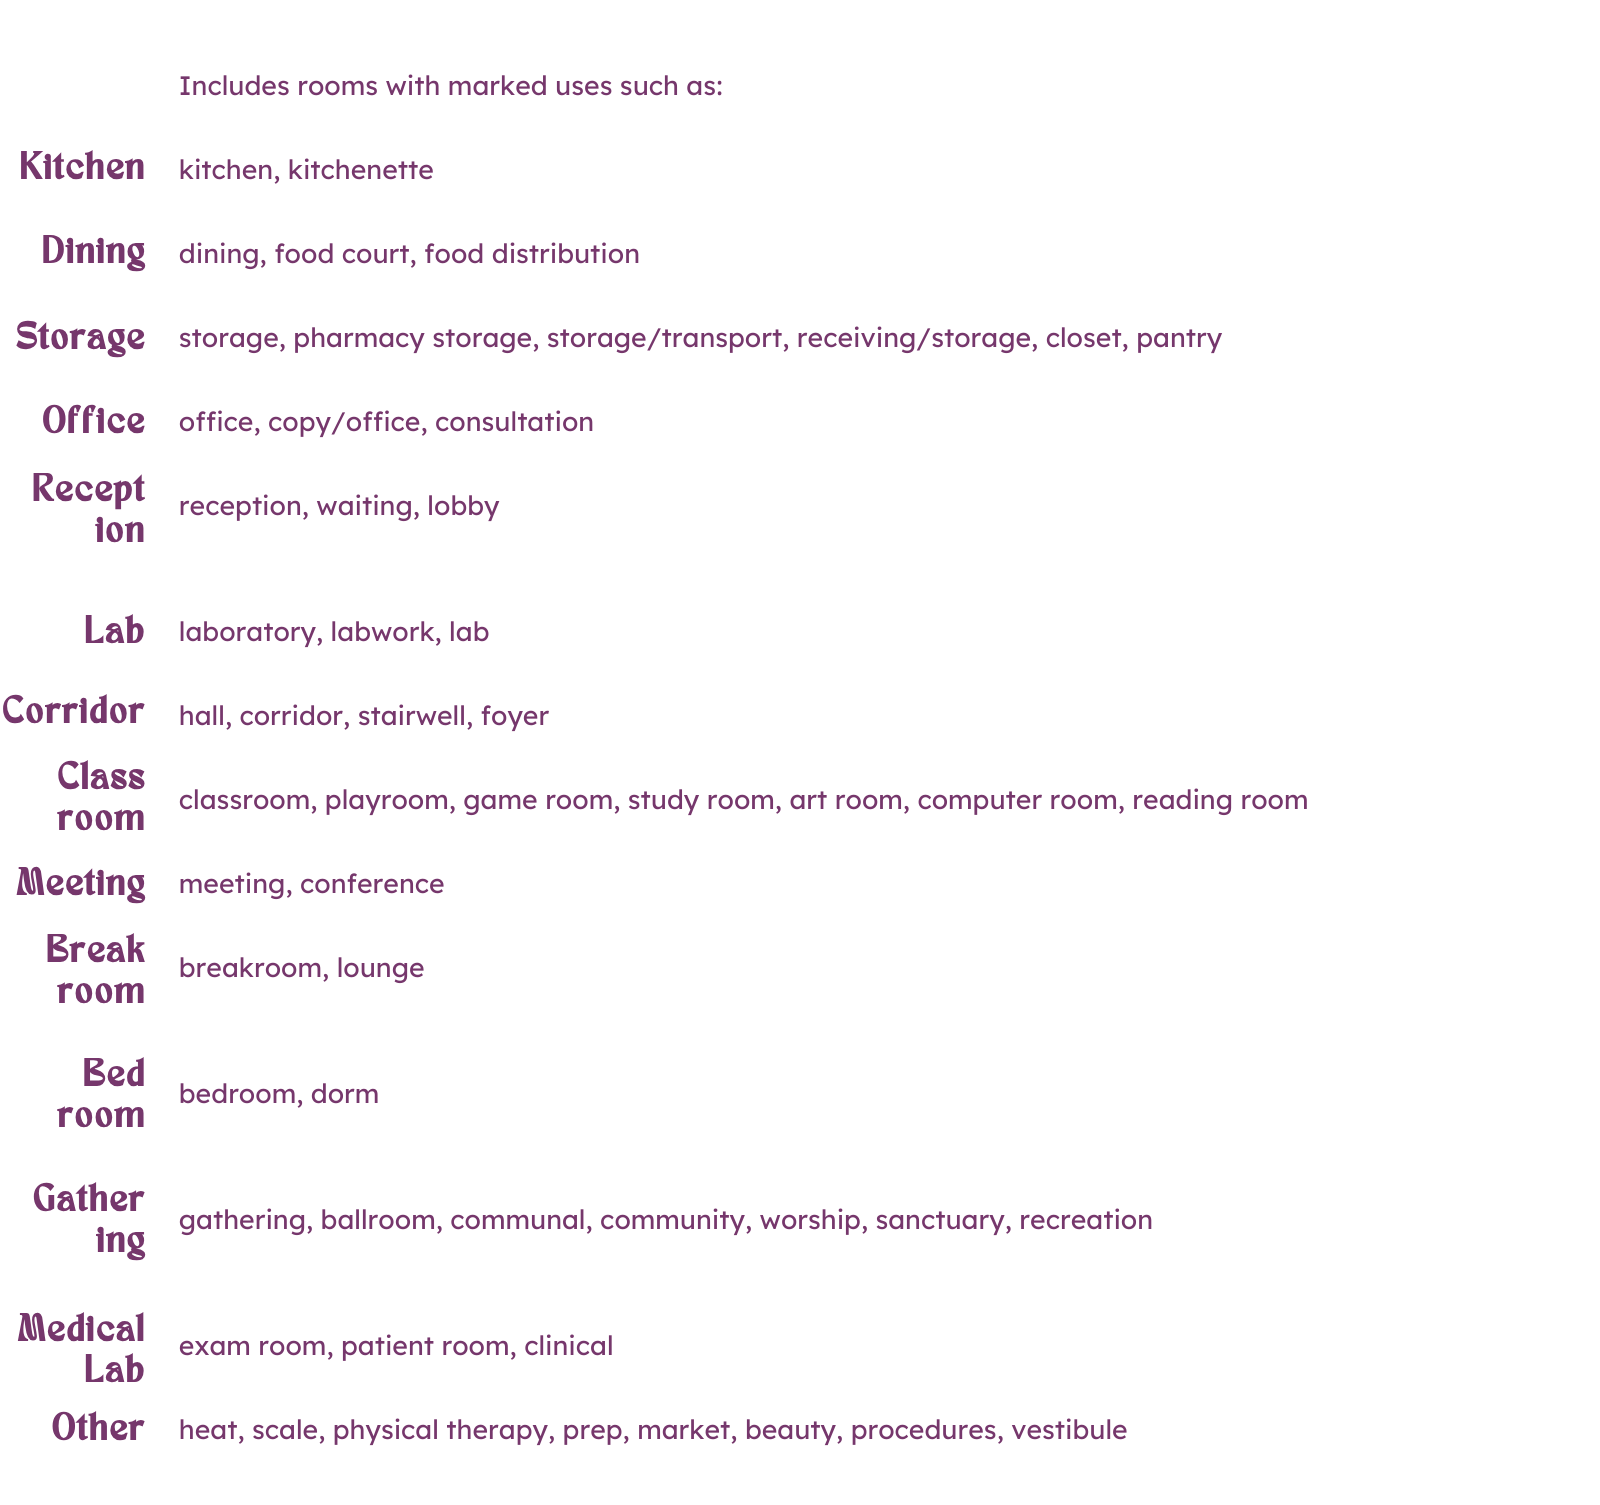 Includes rooms with marked uses such as:
Kitchen kitchen, kitchenette
Dining dining, food court, food distribution
Storage storage, pharmacy storage, storage/transport, receiving/storage, closet, pantry
Office office, copy/office, consultation
Recept
ion reception, waiting, lobby
Lab laboratory, labwork, lab
Corridor hall, corridor, stairwell, foyer
Class
room classroom, playroom, game room, study room, art room, computer room, reading room
Meeting meeting, conference
Break
room breakroom, lounge
Bed
room bedroom, dorm
Gather
ing gathering, ballroom, communal, community, worship, sanctuary, recreation
Medical
Lab exam room, patient room, clinical
Other heat, scale, physical therapy, prep, market, beauty, procedures, vestibule